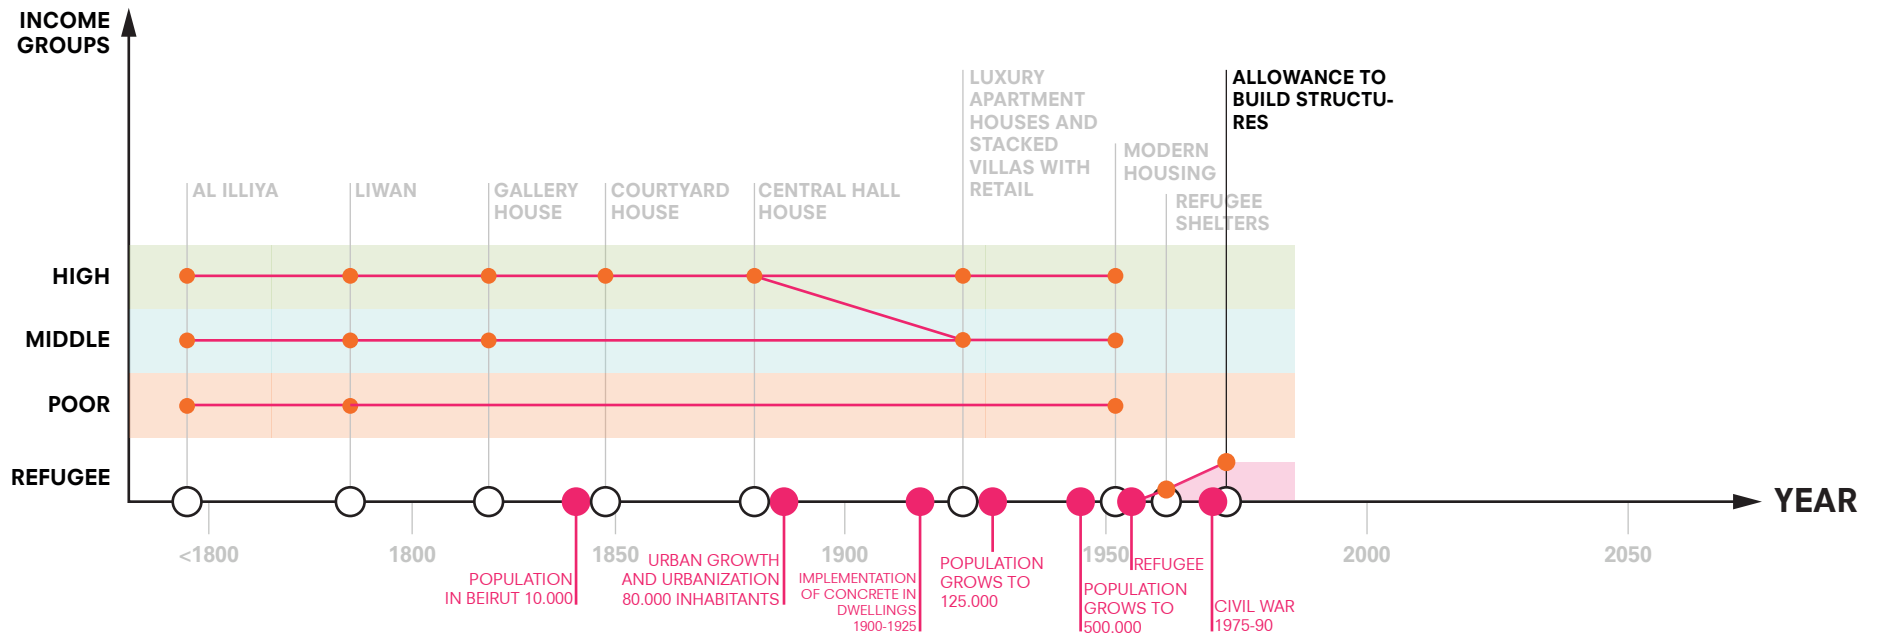 INCOME
GROUPS
LUXURY
APARTMENT
HOUSES AND
STACKED
VILLAS WITH
RETAIL
ALLOWANCE TO
BUILD STRUCTU-
RES
MODERN
HOUSING
REFUGEE
SHELTERS
AL ILLIYA
LIWAN
GALLERY
HOUSE
COURTYARD
HOUSE
CENTRAL HALL
HOUSE
HIGH
MIDDLE
POOR
REFUGEE
YEAR
<1800
1800
1850
1900
1950
2000
2050
POPULATION
IN BEIRUT 10.000
URBAN GROWTH
AND URBANIZATION
80.000 INHABITANTS
IMPLEMENTATION
OF CONCRETE IN
DWELLINGS
1900-1925
POPULATION
GROWS TO
125.000
POPULATION
GROWS TO
500.000
REFUGEE
CIVIL WAR
1975-90